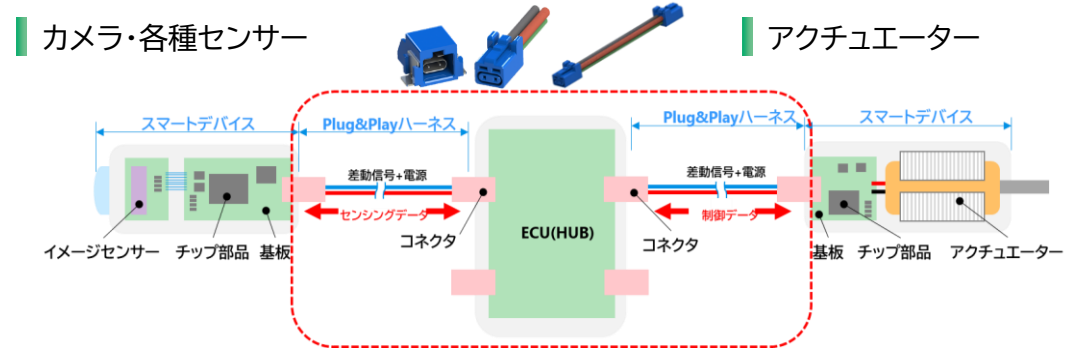 カメラ・各種センサー
アクチュエーター
スマートデバイス
Plug&Playハーネス
Plug&Playハーネス
スマートデバイス
差動信号+電源
差動信号+電源
センシングデータ
制御データ
コネクタ
ECU(HUB)
コネクタ
イメージセンサー
チップ部品
基板
基板
チップ部品
アクチュエーター